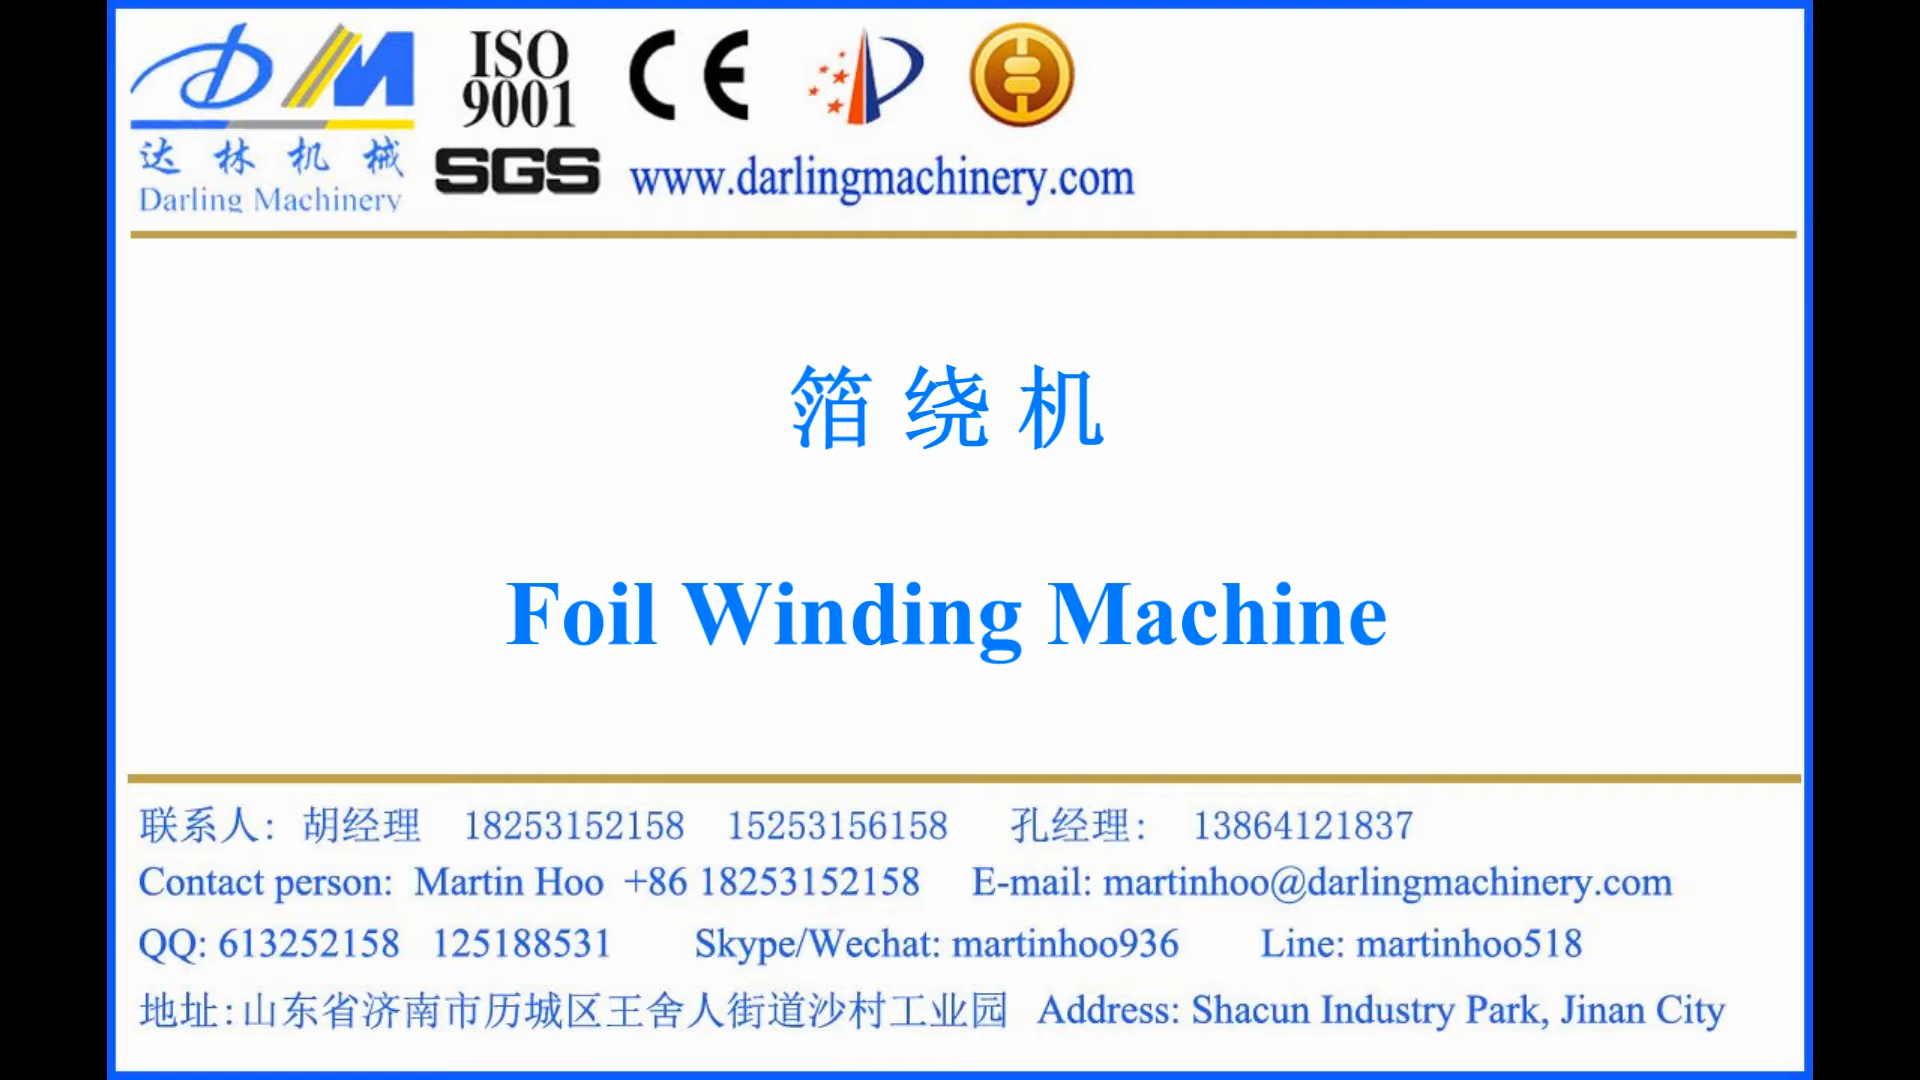 DM
达林机械
Darling Machinery
ISO
9001
SGS
CE
www.darlingmachinery.com
箔绕机
Foil Winding Machine
联系人: 胡经理 18253152158 15253156158 孔经理: 13864121837
Contact person: Martin Hoo +86 18253152158 E-mail: martinhoo@darlingmachinery.com
QQ: 613252158 125188531 Skype/Wechat: martinhoo936 Line: martinhoo518
地址:山东省济南市历城区王舍人街道沙村工业园 Address: Shacun Industry Park, Jinan City